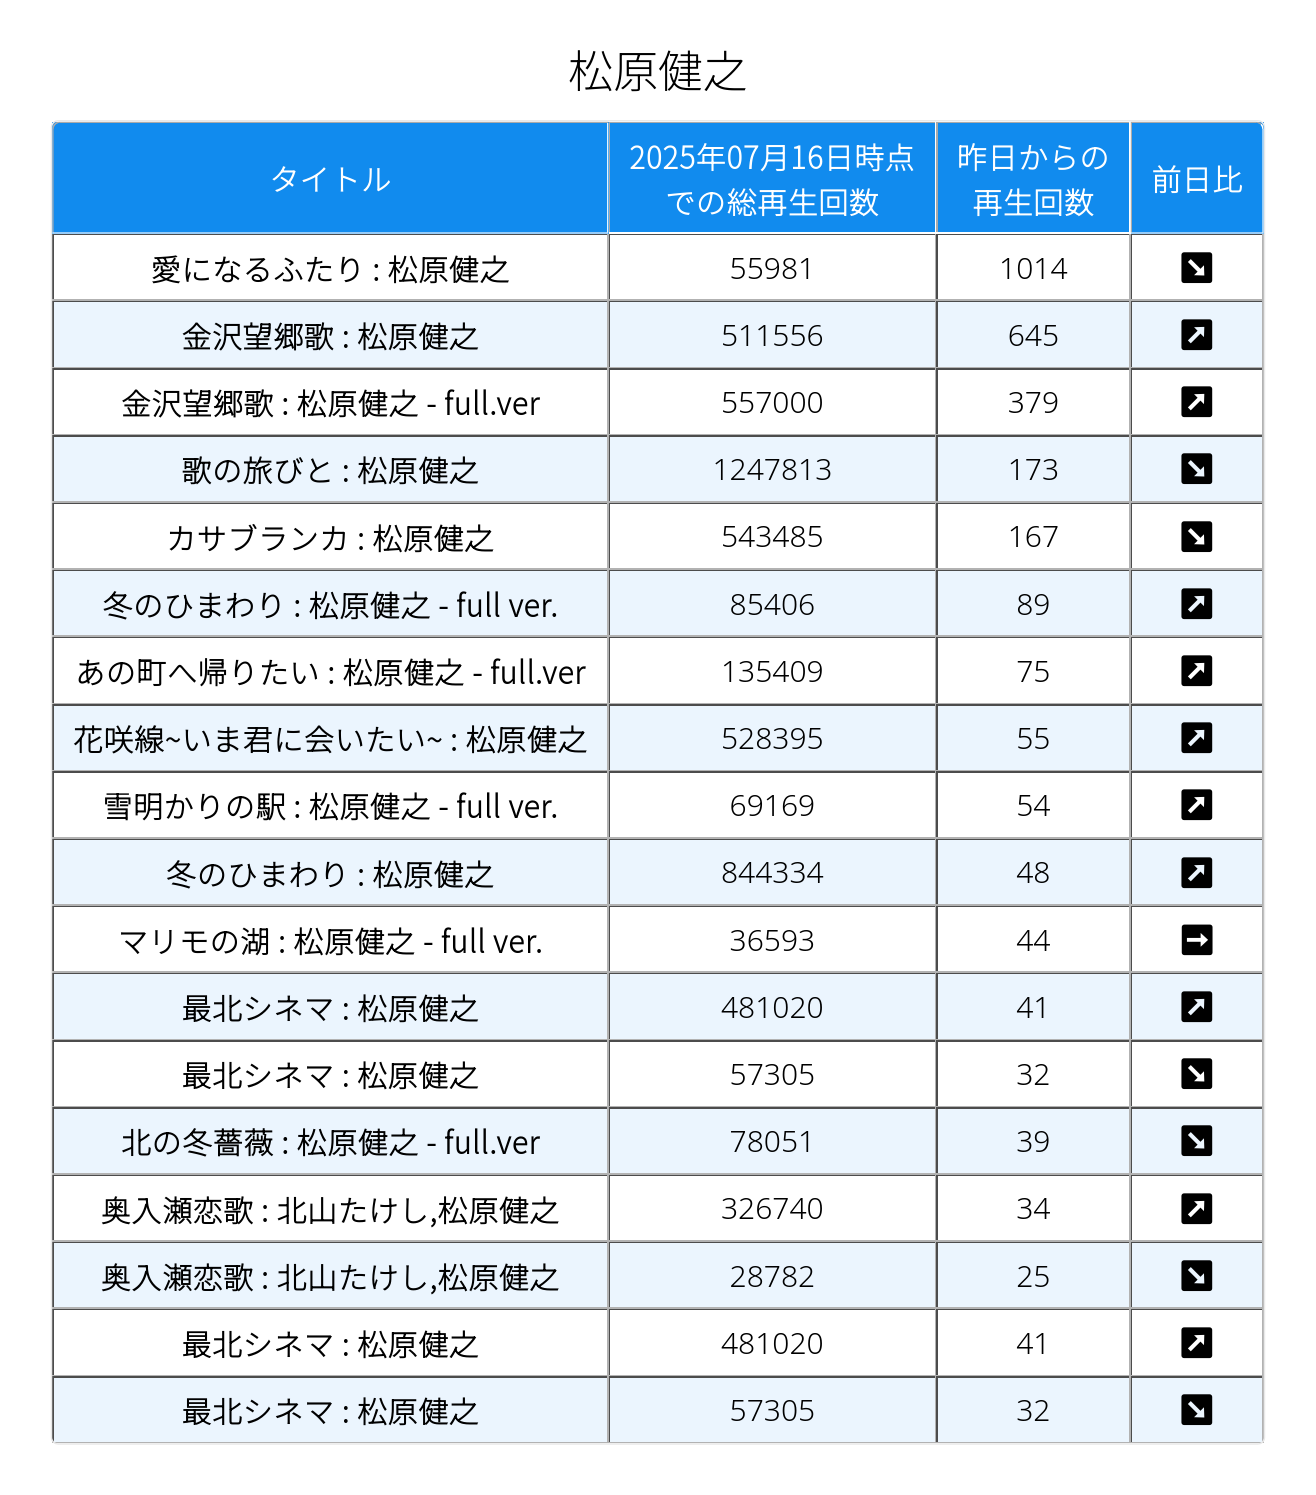 松原健之
タイトル 2025年07月16日時点での総再生回数 昨日からの再生回数 前日比
愛になるふたり : 松原健之 55981 1014 ↘
金沢望郷歌 : 松原健之 511556 645 ↗
金沢望郷歌 : 松原健之 - full.ver 557000 379 ↗
歌の旅びと : 松原健之 1247813 173 ↘
カサブランカ : 松原健之 543485 167 ↘
冬のひまわり : 松原健之 - full ver. 85406 89 ↗
あの町へ帰りたい : 松原健之 - full.ver 135409 75 ↗
花咲線~いま君に会いたい~ : 松原健之 528395 55 ↗
雪明かりの駅 : 松原健之 - full ver. 69169 54 ↗
冬のひまわり : 松原健之 844334 48 ↗
マリモの湖 : 松原健之 - full ver. 36593 44 →
最北シネマ : 松原健之 481020 41 ↗
最北シネマ : 松原健之 57305 32 ↘
北の冬薔薇 : 松原健之 - full.ver 78051 39 ↘
奥入瀬恋歌 : 北山たけし,松原健之 326740 34 ↗
奥入瀬恋歌 : 北山たけし,松原健之 28782 25 ↘
最北シネマ : 松原健之 481020 41 ↗
最北シネマ : 松原健之 57305 32 ↘